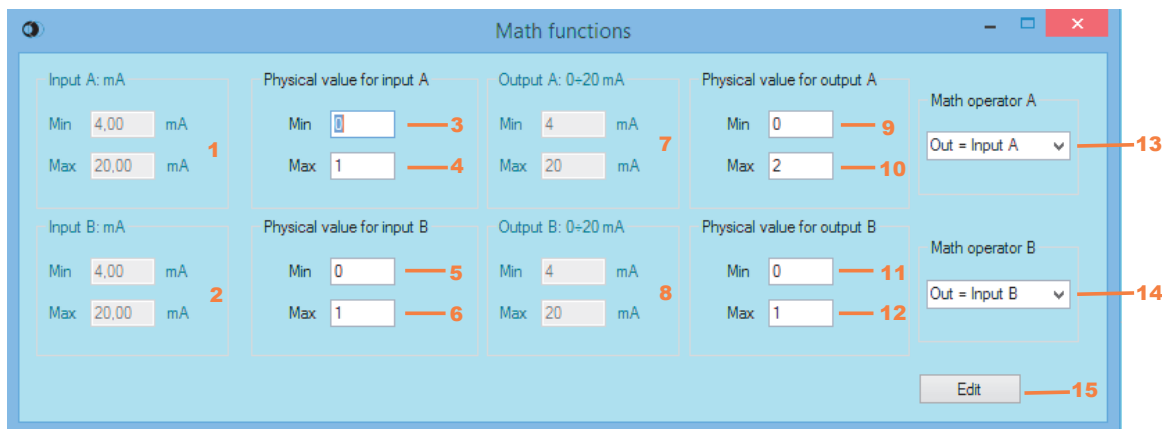 Math functions
Input A: mA
Min 4,00 mA
Max 20,00 mA
1
Physical value for input A
Min 0 3
Max 1 4
Output A: 0÷20 mA
Min 4 mA
Max 20 mA
7
Physical value for output A
Min 0 9
Max 2 10
Math operator A
Out = Input A 13
Input B: mA
Min 4,00 mA
Max 20,00 mA
2
Physical value for input B
Min 0 5
Max 1 6
Output B: 0÷20 mA
Min 4 mA
Max 20 mA
8
Physical value for output B
Min 0 11
Max 1 12
Math operator B
Out = Input B 14
Edit 15